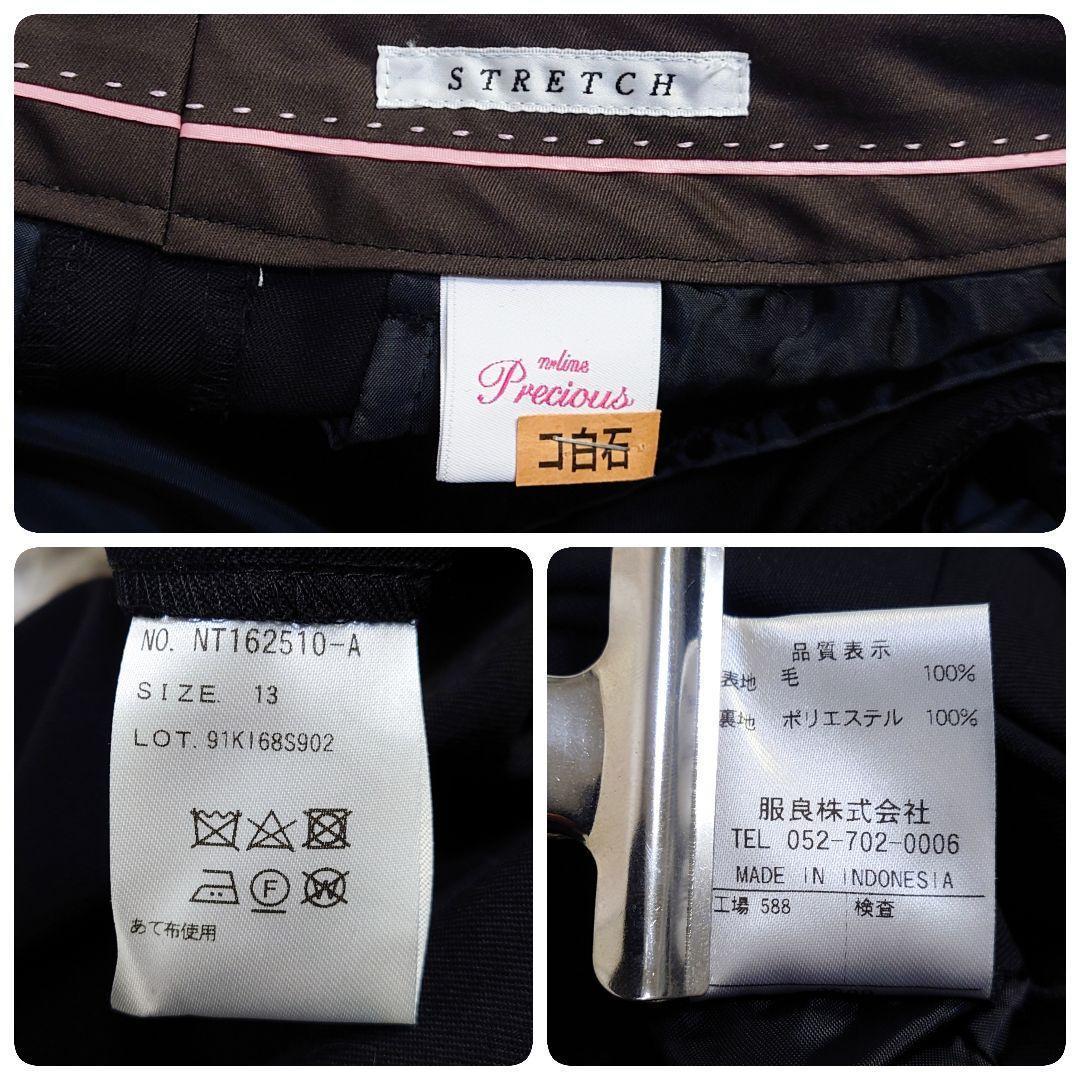 STRETCH
n•line
Precious
コ白石
NO. NT162510-A
SIZE. 13
LOT. 91KI68S902
F
W
あて布使用
品質表示
表地 毛 100%
裏地 ポリエステル 100%
服良株式会社
TEL 052-702-0006
MADE IN INDONESIA
工場 588 検査